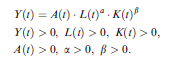 Y(t) = A(t) · L(t)^α · K(t)^β
Y(t) > 0, L(t) > 0, K(t) > 0,
A(t) > 0, α > 0, β > 0.